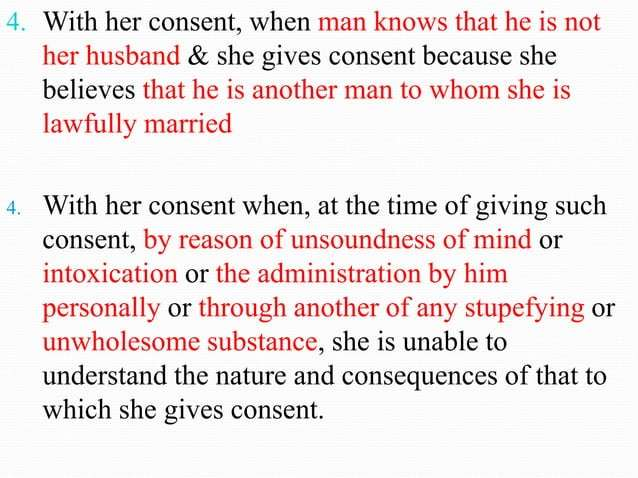 4. With her consent, when man knows that he is not
her husband & she gives consent because she
believes that he is another man to whom she is
lawfully married
4. With her consent when, at the time of giving such
consent, by reason of unsoundness of mind or
intoxication or the administration by him
personally or through another of any stupefying or
unwholesome substance, she is unable to
understand the nature and consequences of that to
which she gives consent.